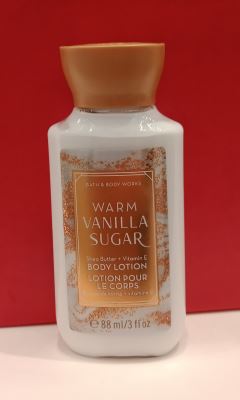 BATH & BODY WORKS
WARM
VANILLA
SUGAR
Shea Butter + Vitamin E
BODY LOTION
LOTION POUR
LE CORPS
e 88 ml/3 fl oz